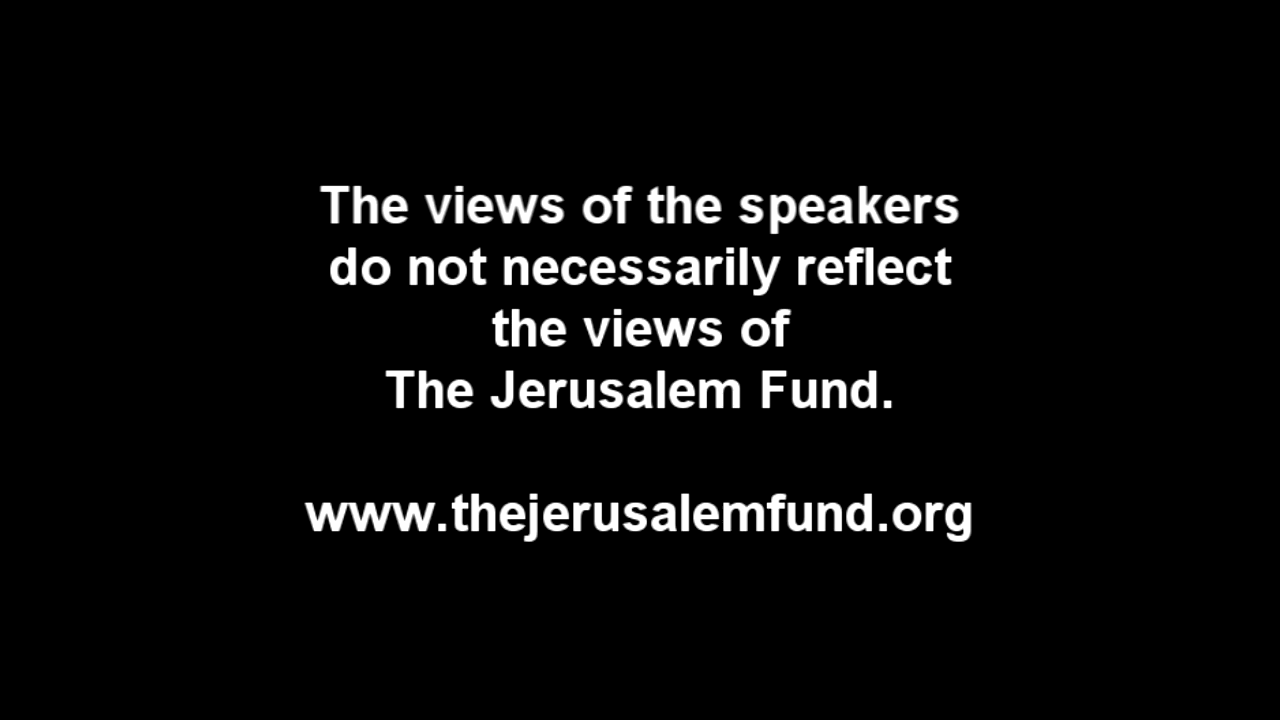 The views of the speakers
do not necessarily reflect
the views of
The Jerusalem Fund.
www.thejerusalemfund.org